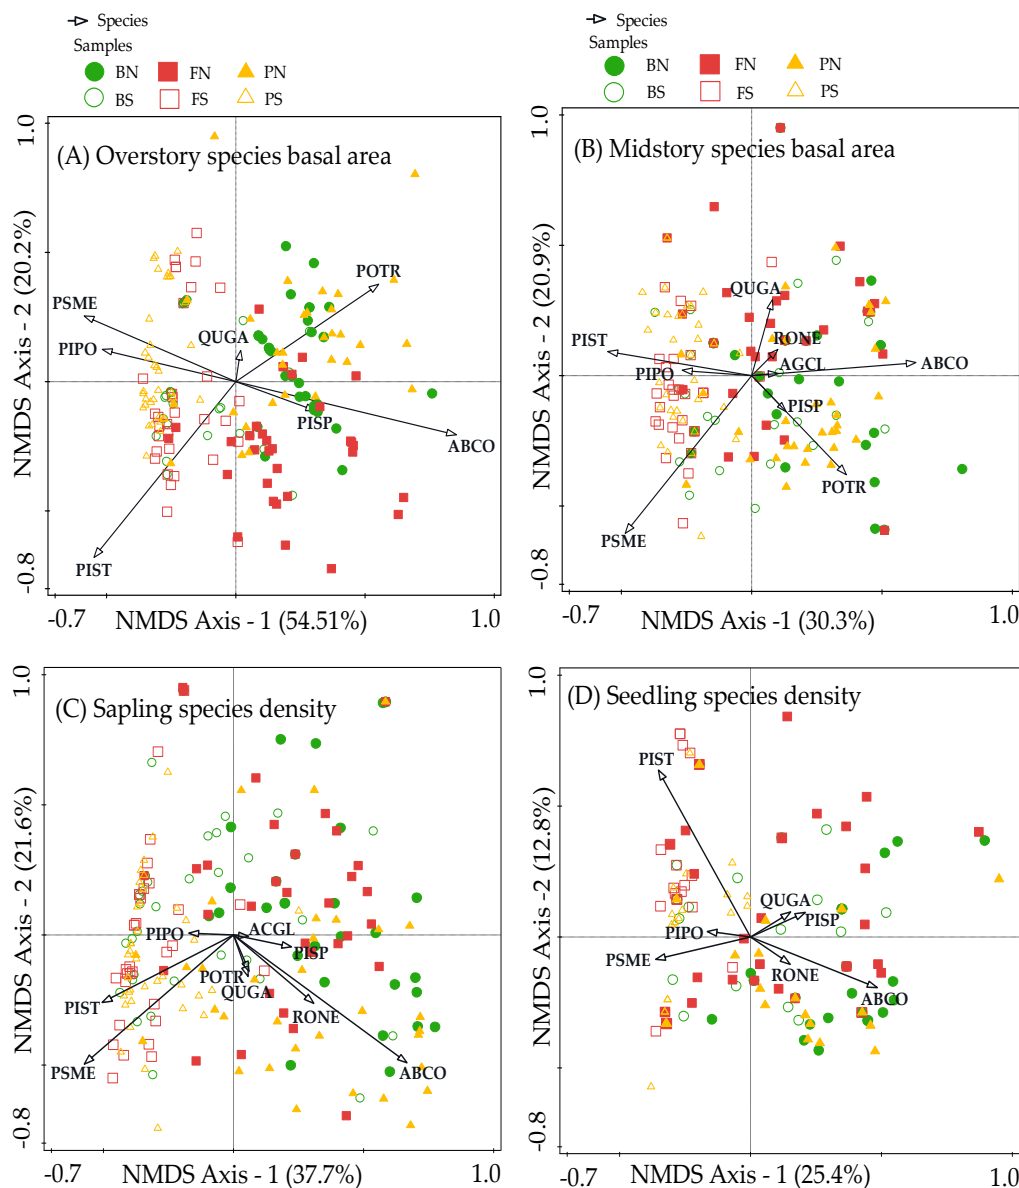 Species
Samples
BN FN PN
BS FS PS
Species
Samples
BN FN PN
BS FS PS
(A) Overstory species basal area
1.0
NMDS Axis - 2 (20.2%)
-0.8
POTR
PSME
QUGA
PIPO
PISP
ABCO
PIST
-0.7
NMDS Axis - 1 (54.51%)
1.0
(B) Midstory species basal area
1.0
NMDS Axis - 2 (20.9%)
-0.8
QUGA
PIST
RONE
AGCL
ABCO
PIPO
PISP
POTR
PSME
-0.7
NMDS Axis -1 (30.3%)
1.0
(C) Sapling species density
1.0
NMDS Axis - 2 (21.6%)
-0.8
PIPO
ACGL
PISP
POTR
QUGA
PIST
RONE
PSME
ABCO
-0.7
NMDS Axis - 1 (37.7%)
1.0
(D) Seedling species density
1.0
NMDS Axis -2 (12.8%)
-0.8
PIST
QUGA
PISP
PIPO
PSME
RONE
ABCO
-0.7
NMDS Axis - 1 (25.4%)
1.0